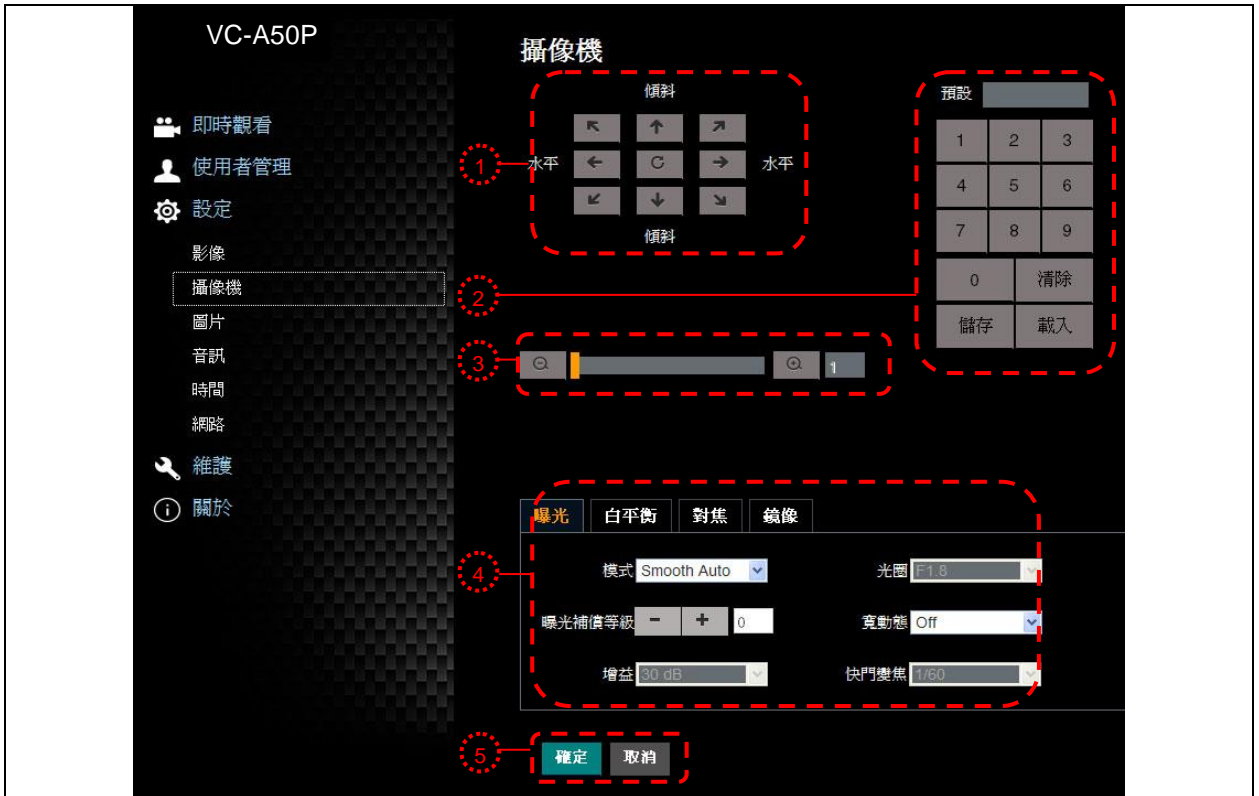 VC-A50P
即時觀看
使用者管理
設定
影像
攝像機
圖片
音訊
時間
網路
維護
關於
攝像機
傾斜
1
水平
水平
傾斜
2
預設
1 2 3
4 5 6
7 8 9
0 清除
儲存 載入
3
1
4
曝光 白平衡 對焦 鏡像
模式 Smooth Auto 光圈 F1.8
曝光補償等級 - + 0 寬動態 Off
增益 30 dB 快門變焦 1/60
5
確定 取消